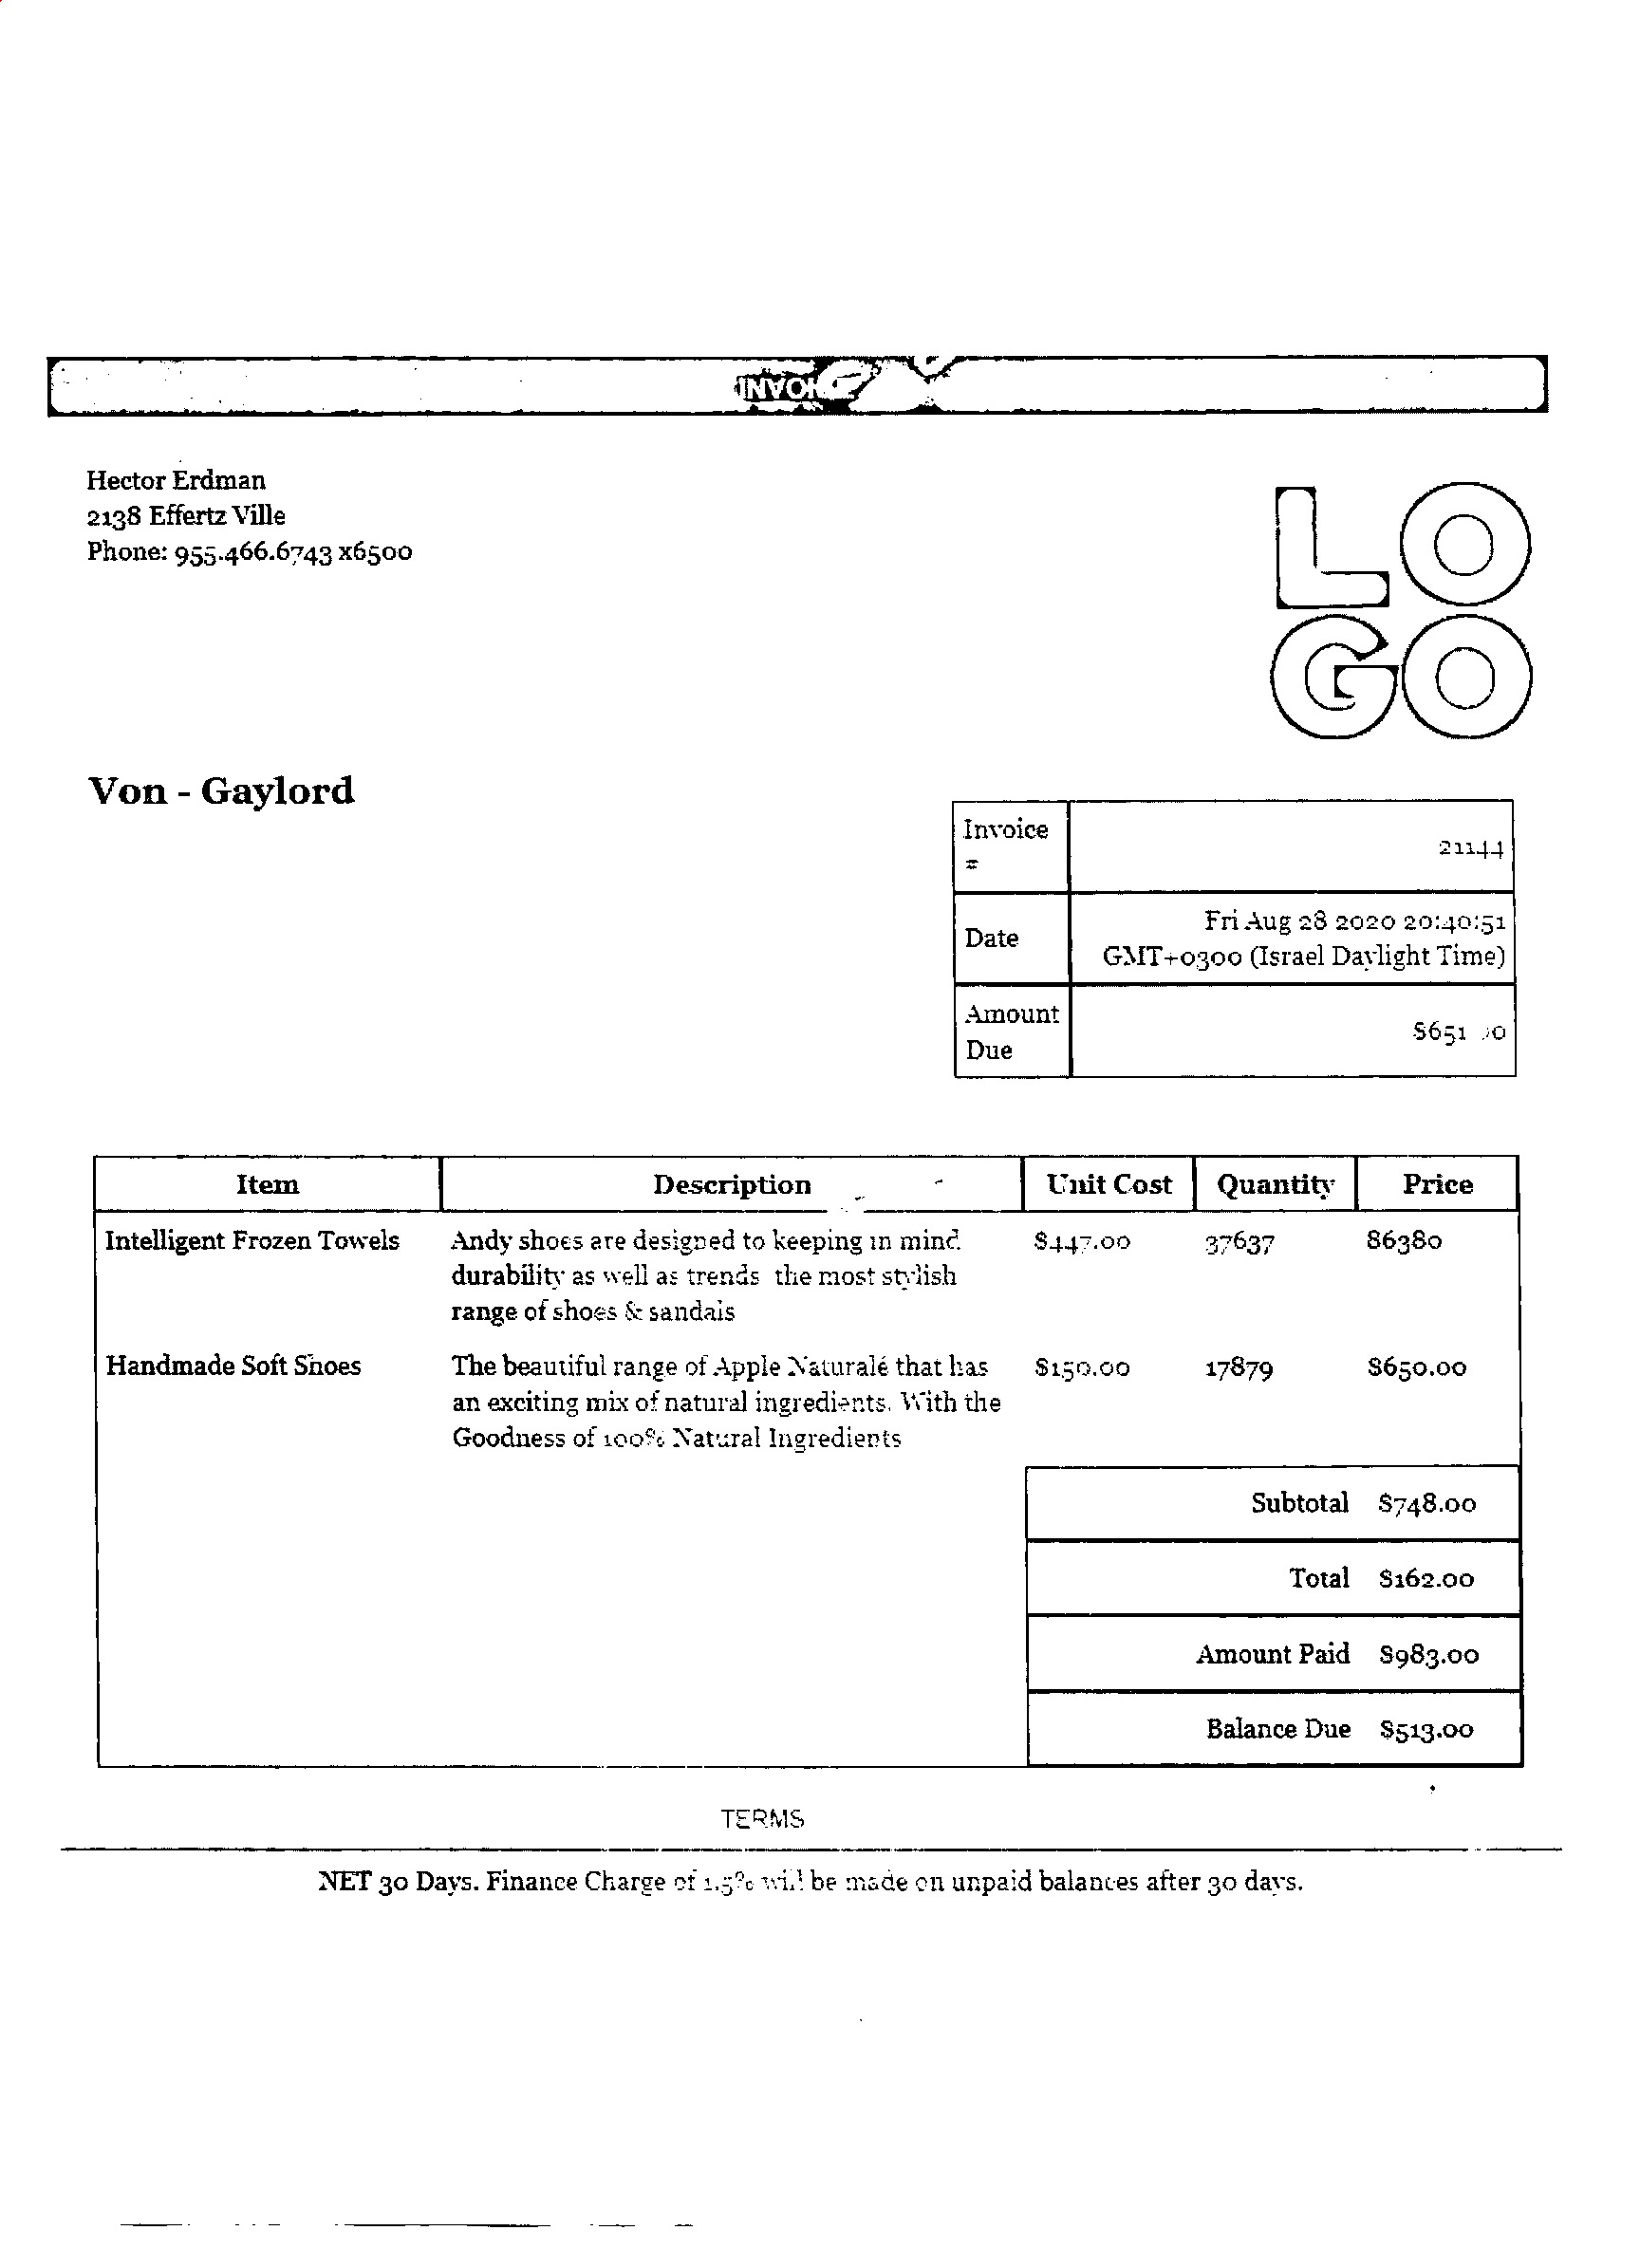 Hector Erdman
2138 Effertz Ville
Phone: 955.466.6743 x6500
LO
GO
Von - Gaylord
Invoice
#
21144
Date
Fri Aug 28 2020 20:40:51
GMT+0300 (Israel Daylight Time)
Amount
Due
Item Description Unit Cost Quantity Price
Intelligent Frozen Towels Andy shoes are designed to keeping in mind $447.00 37637 86380
durability as well as trends the most stylish
range of shoes & sandals
Handmade Soft Shoes The beautiful range of Apple Naturalé that has $150.00 17879 $650.00
an exciting mix of natural ingredients. With the
Goodness of 100% Natural Ingredients
Subtotal $748.00
Total $162.00
Amount Paid $983.00
Balance Due $513.00
TERMS
NET 30 Days. Finance Charge of 1.5% will be made on unpaid balances after 30 days.